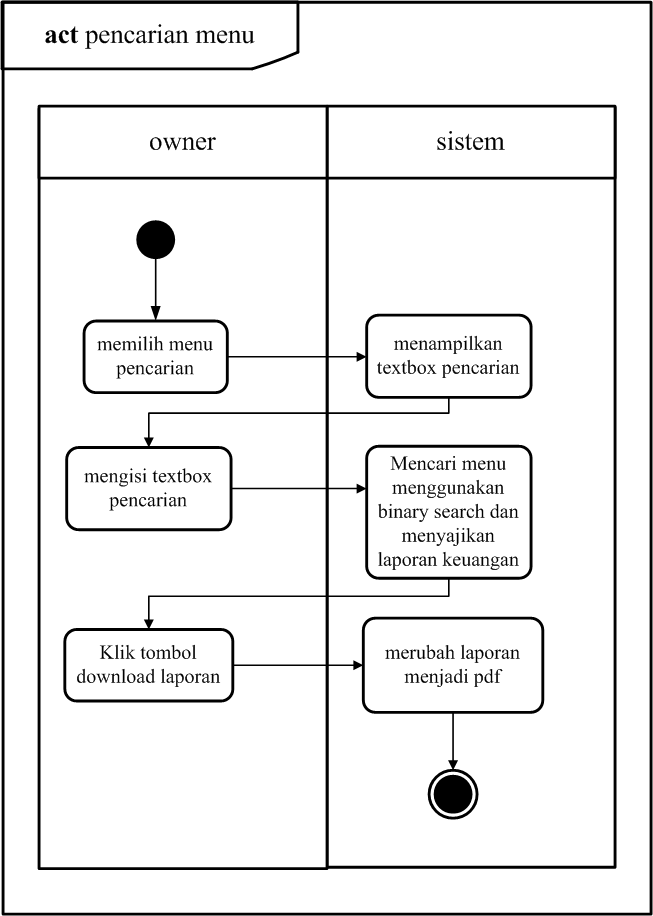 act pencarian menu
owner
sistem
memilih menu
pencarian
menampilkan
textbox pencarian
mengisi textbox
pencarian
Mencari menu
menggunakan
binary search dan
menyajikan
laporan keuangan
Klik tombol
download laporan
merubah laporan
menjadi pdf